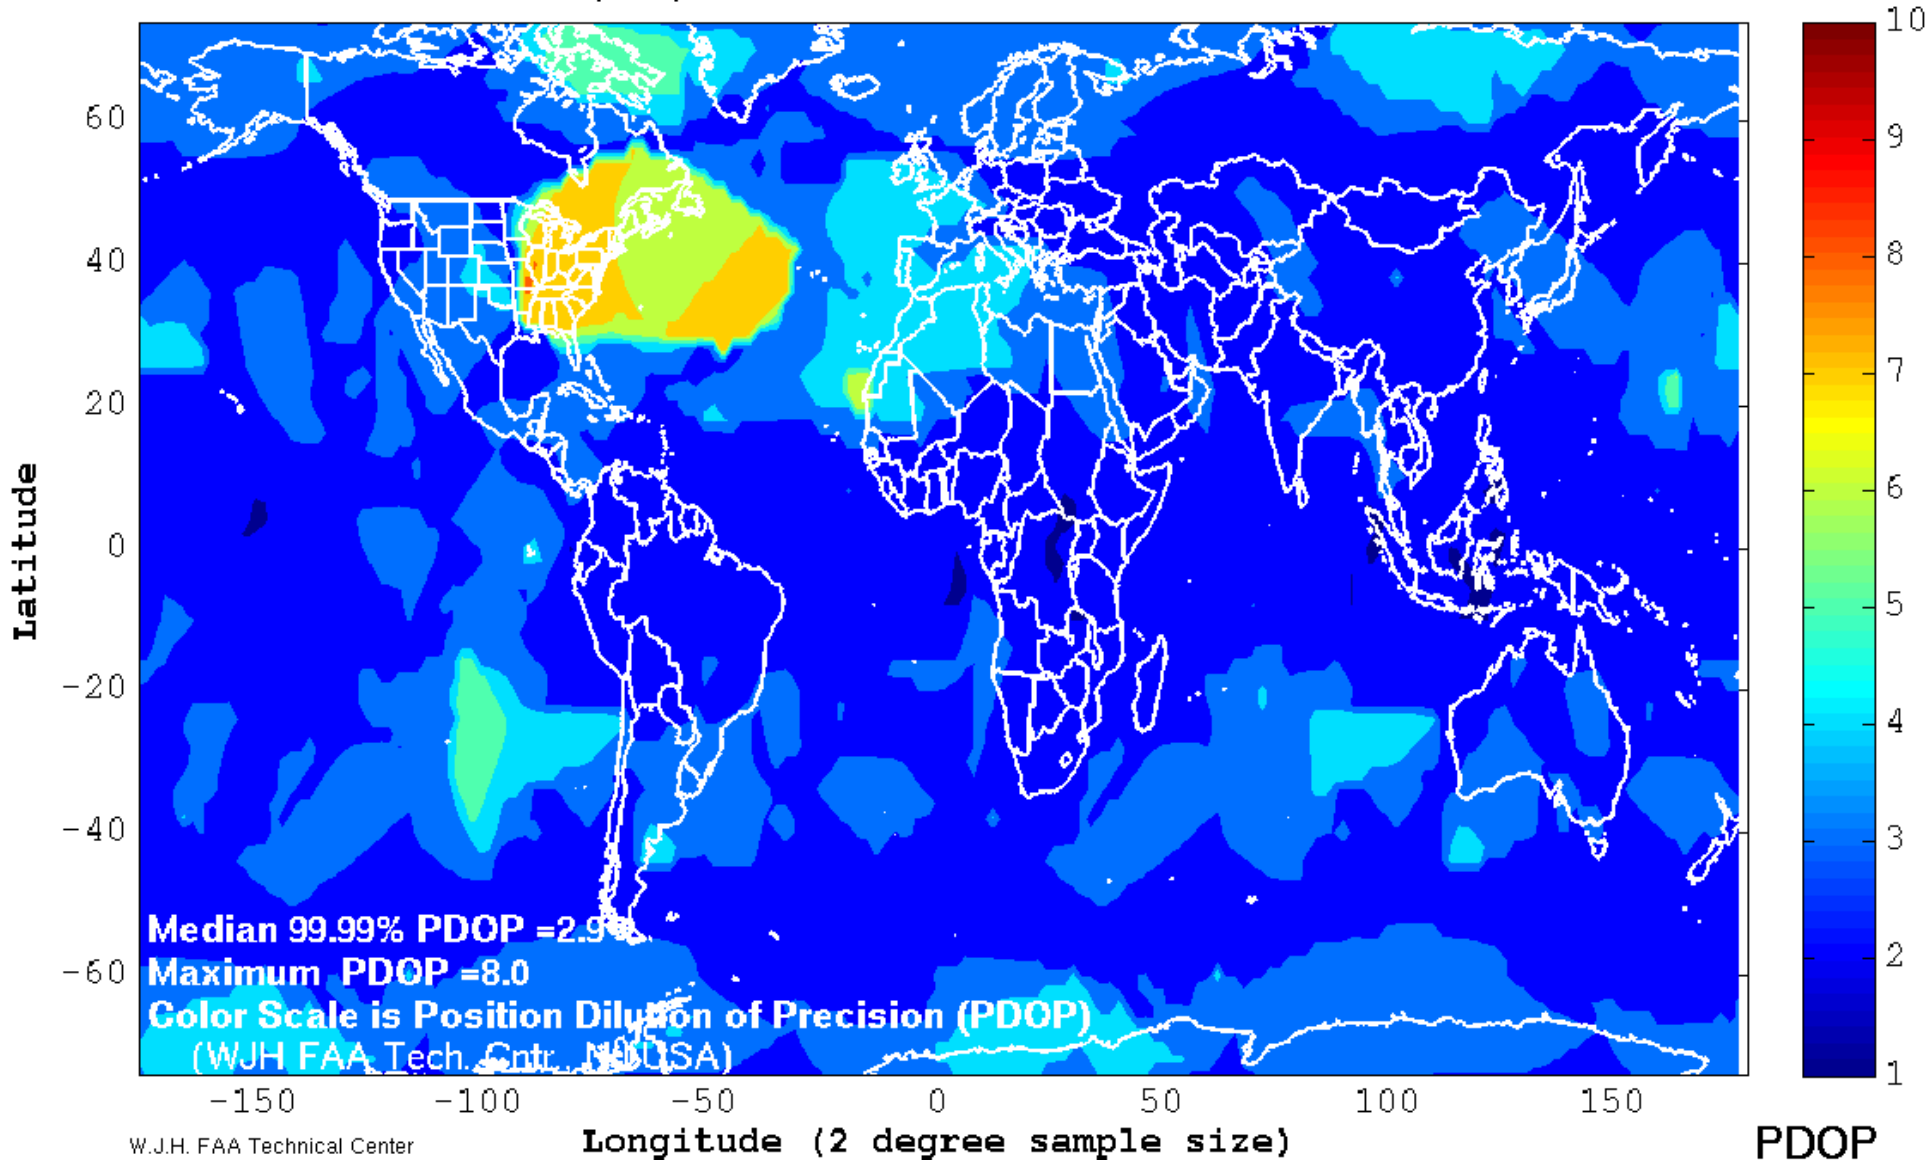 10
9
8
7
6
5
4
3
2
1
60
40
20
0
-20
-40
-60
Latitude
Median 99.99% PDOP =2.9
Maximum PDOP =8.0
Color Scale is Position Dilution of Precision (PDOP)
(WJH FAA Tech. Cntr. NJ USA)
-150 -100 -50 0 50 100 150
W.J.H. FAA Technical Center
Longitude (2 degree sample size)
PDOP